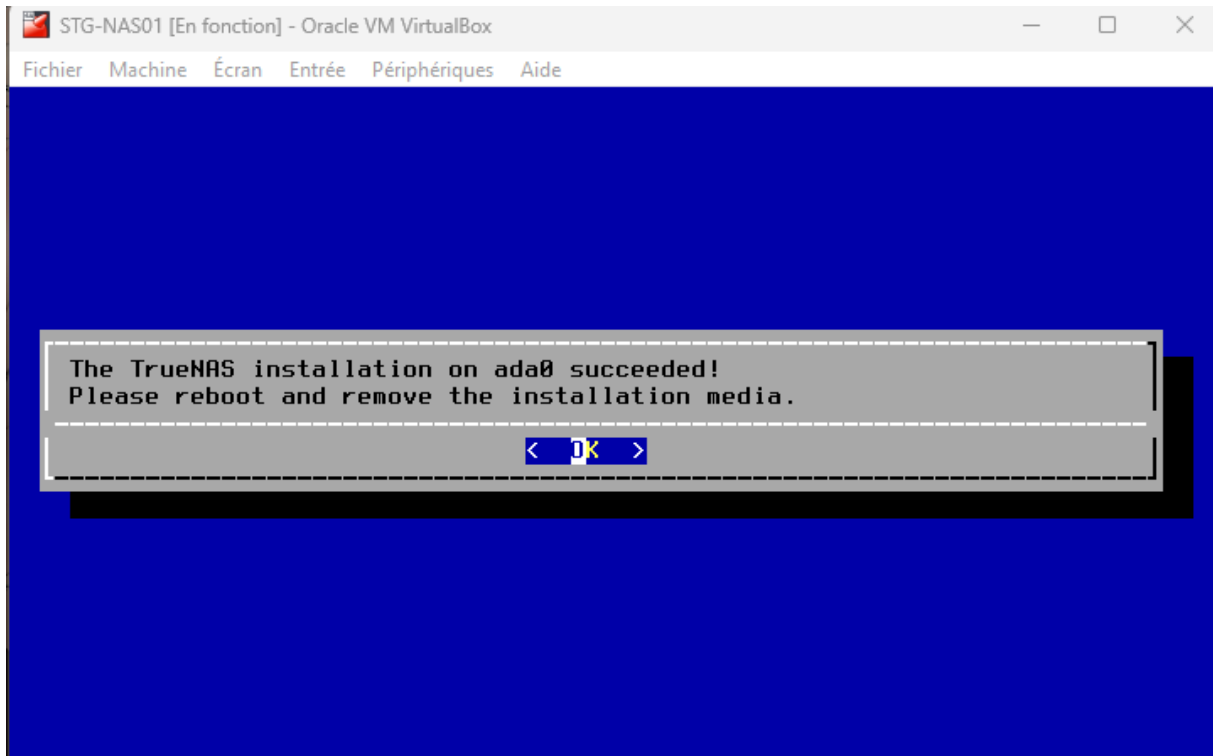 STG-NAS01 [En fonction] - Oracle VM VirtualBox
Fichier Machine Écran Entrée Périphériques Aide
The TrueNAS installation on ada0 succeeded!
Please reboot and remove the installation media.
< OK >